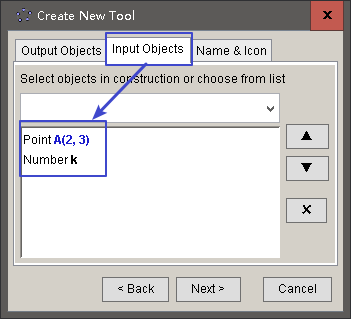 Create New Tool
Output Objects Input Objects Name & Icon
Select objects in construction or choose from list
Point A(2, 3)
Number k
< Back Next > Cancel